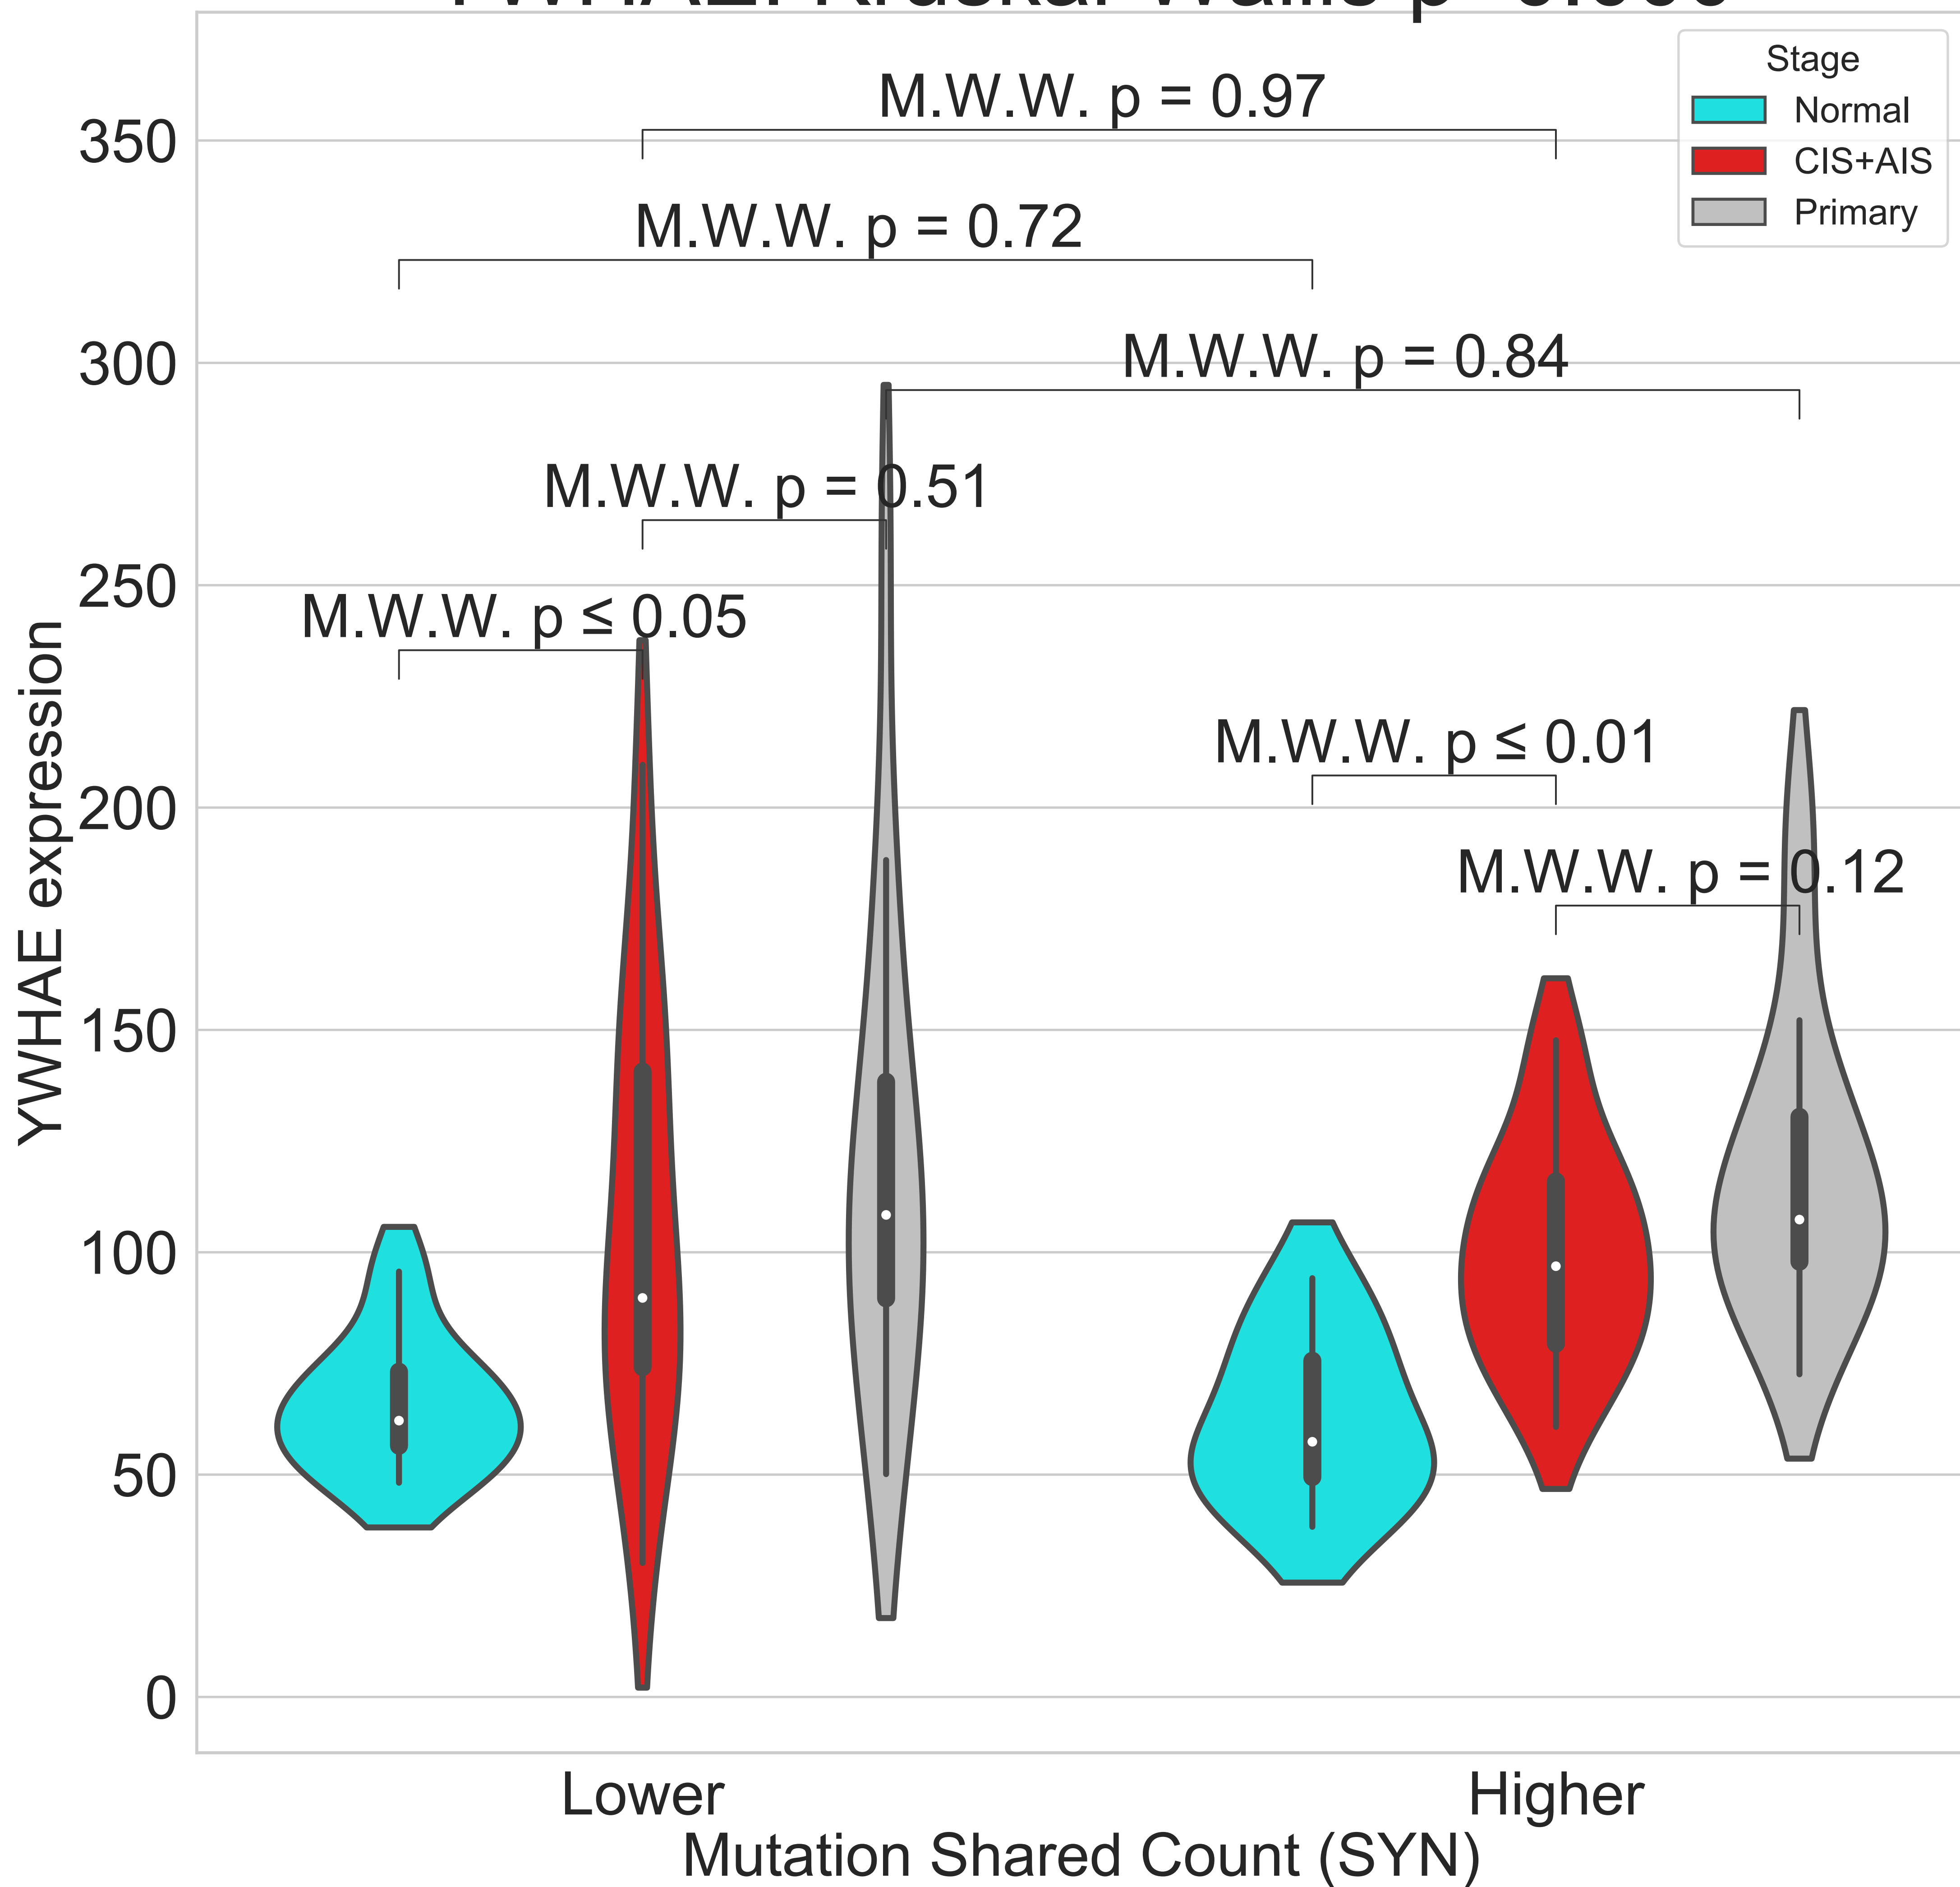 Stage
Normal
CIS+AIS
Primary
M.W.W. p = 0.97
M.W.W. p = 0.72
M.W.W. p = 0.84
M.W.W. p = 0.51
M.W.W. p ≤ 0.05
M.W.W. p ≤ 0.01
M.W.W. p = 0.12
350
300
250
200
150
100
50
0
YWHAE expression
Lower
Higher
Mutation Shared Count (SYN)